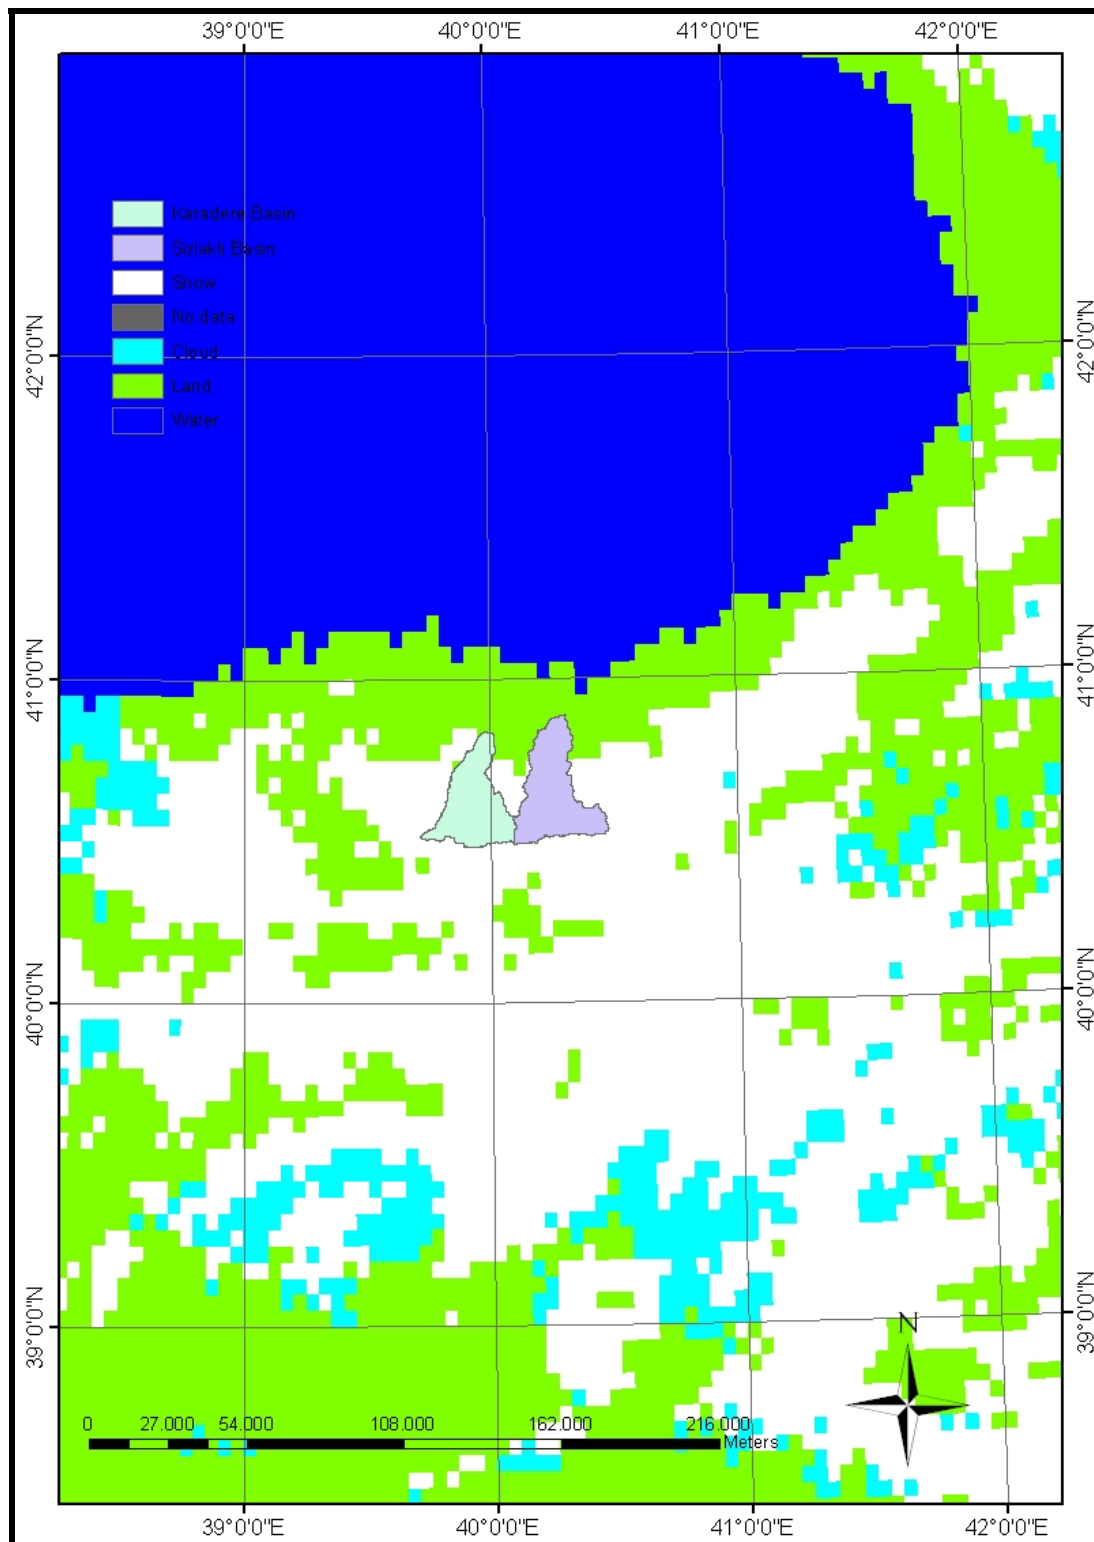 39°0'0"E 40°0'0"E 41°0'0"E 42°0'0"E
Karadere Basin
Solakli Basin
Snow
No data
Cloud
Land
Water
42°0'0"N 42°0'0"N
41°0'0"N 41°0'0"N
40°0'0"N 40°0'0"N
39°0'0"N 39°0'0"N
N
0 27.000 54.000 108.000 162.000 216.000
Meters
39°0'0"E 40°0'0"E 41°0'0"E 42°0'0"E